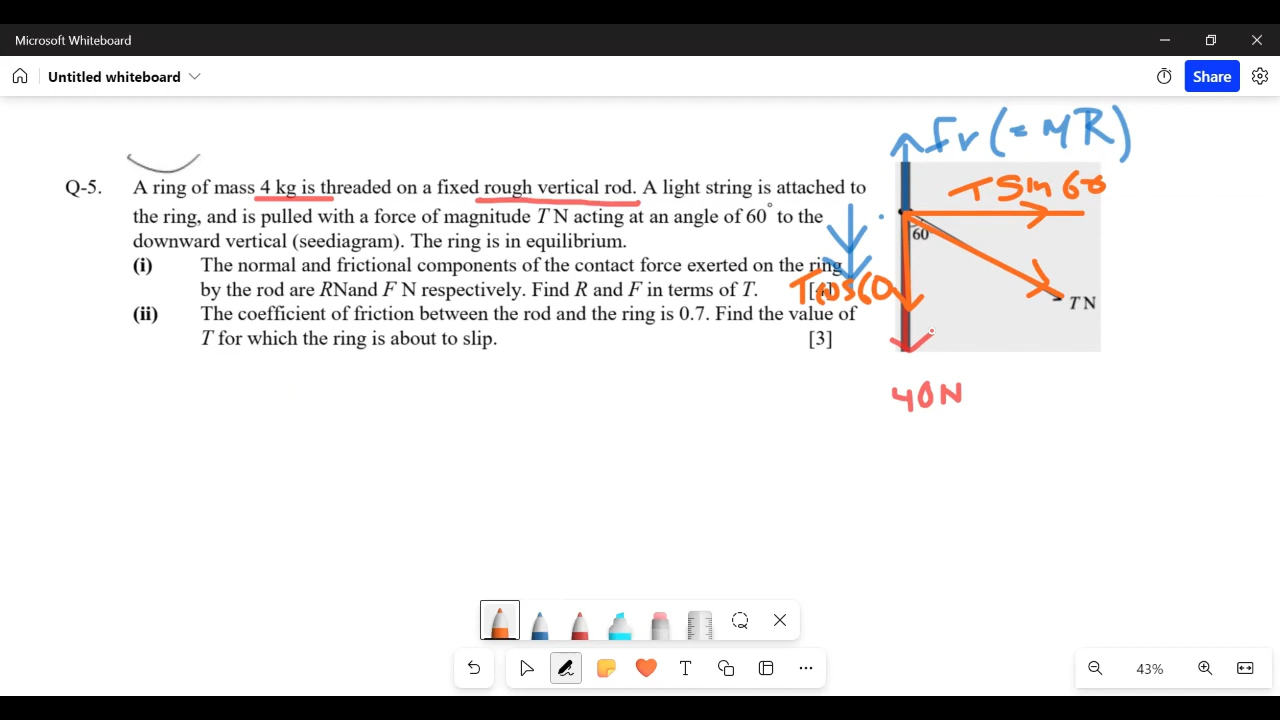 Microsoft Whiteboard
Untitled whiteboard
Share
Fr (= MR)
Q-5. A ring of mass 4 kg is threaded on a fixed rough vertical rod. A light string is attached to
the ring, and is pulled with a force of magnitude T N acting at an angle of 60° to the
downward vertical (seediagram). The ring is in equilibrium.
(i) The normal and frictional components of the contact force exerted on the ring
by the rod are RNand F N respectively. Find R and F in terms of T. [4]
(ii) The coefficient of friction between the rod and the ring is 0.7. Find the value of
T for which the ring is about to slip. [3]
T Sin 60
60
Tcos60
T N
40N
T
43%